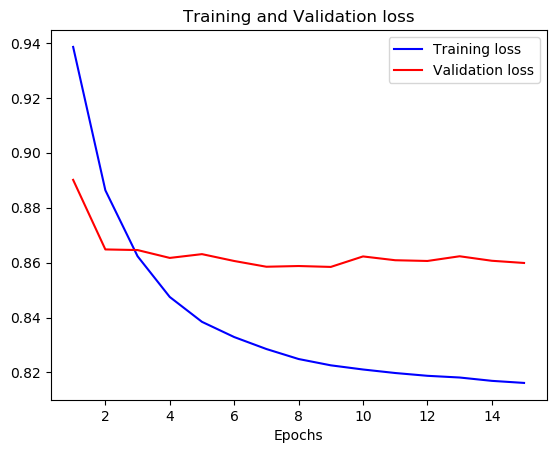 Training and Validation loss
Training loss
Validation loss
0.94
0.92
0.90
0.88
0.86
0.84
0.82
2 4 6 8 10 12 14
Epochs